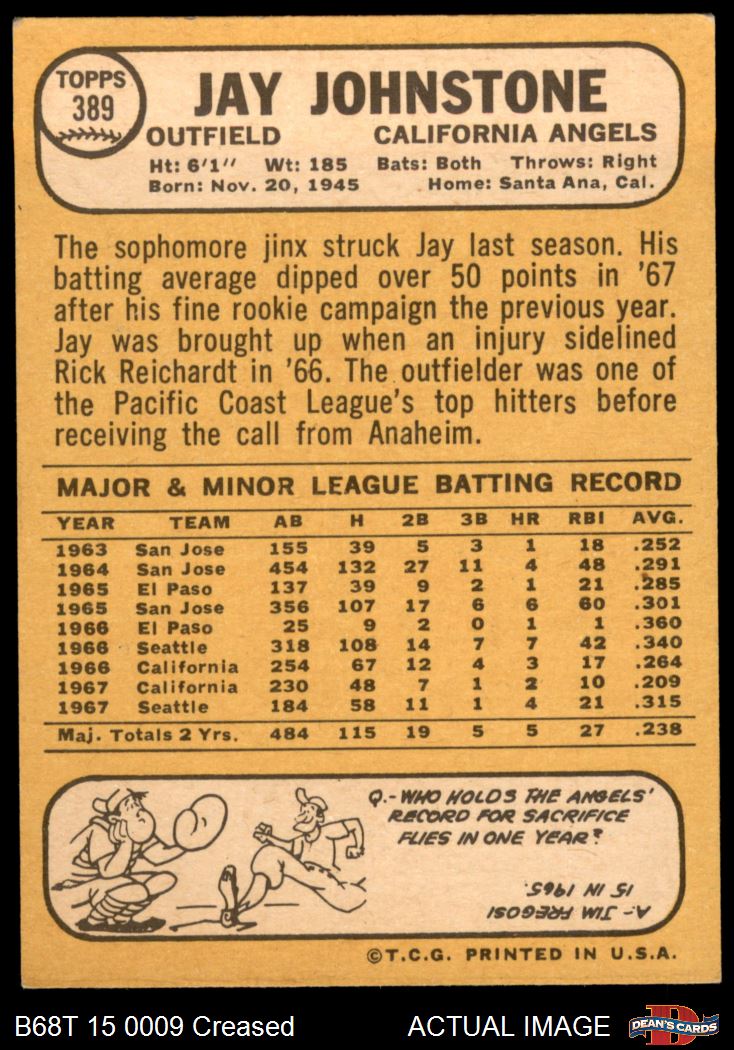 TOPPS
389
JAY JOHNSTONE
OUTFIELD CALIFORNIA ANGELS
Ht: 6'1" Wt: 185 Bats: Both Throws: Right
Born: Nov. 20, 1945 Home: Santa Ana, Cal.
The sophomore jinx struck Jay last season. His
batting average dipped over 50 points in '67
after his fine rookie campaign the previous year.
Jay was brought up when an injury sidelined
Rick Reichardt in '66. The outfielder was one of
the Pacific Coast League's top hitters before
receiving the call from Anaheim.
MAJOR & MINOR LEAGUE BATTING RECORD
YEAR TEAM AB H 2B 3B HR RBI AVG.
1963 San Jose 155 39 5 3 1 18 .252
1964 San Jose 454 132 27 11 4 48 .291
1965 El Paso 137 39 9 2 1 21 .285
1965 San Jose 356 107 17 6 6 60 .301
1966 El Paso 25 9 2 0 1 1 .360
1966 Seattle 318 108 14 7 7 42 .340
1966 California 254 67 12 4 3 17 .264
1967 California 230 48 7 1 2 10 .209
1967 Seattle 184 58 11 1 4 21 .315
Maj. Totals 2 Yrs. 484 115 19 5 5 27 .238
Q.- WHO HOLDS THE ANGELS'
RECORD FOR SACRIFICE
FLIES IN ONE YEAR?
A.- JIM FREGOSI
15 IN 1965.
©T.C.G. PRINTED IN U.S.A.
B68T 15 0009 Creased ACTUAL IMAGE
D
DEAN'S CARDS